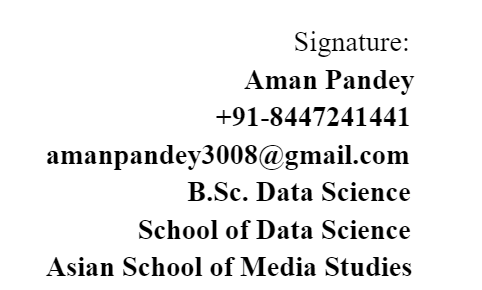 Signature:
Aman Pandey
+91-8447241441
amanpandey3008@gmail.com
B.Sc. Data Science
School of Data Science
Asian School of Media Studies